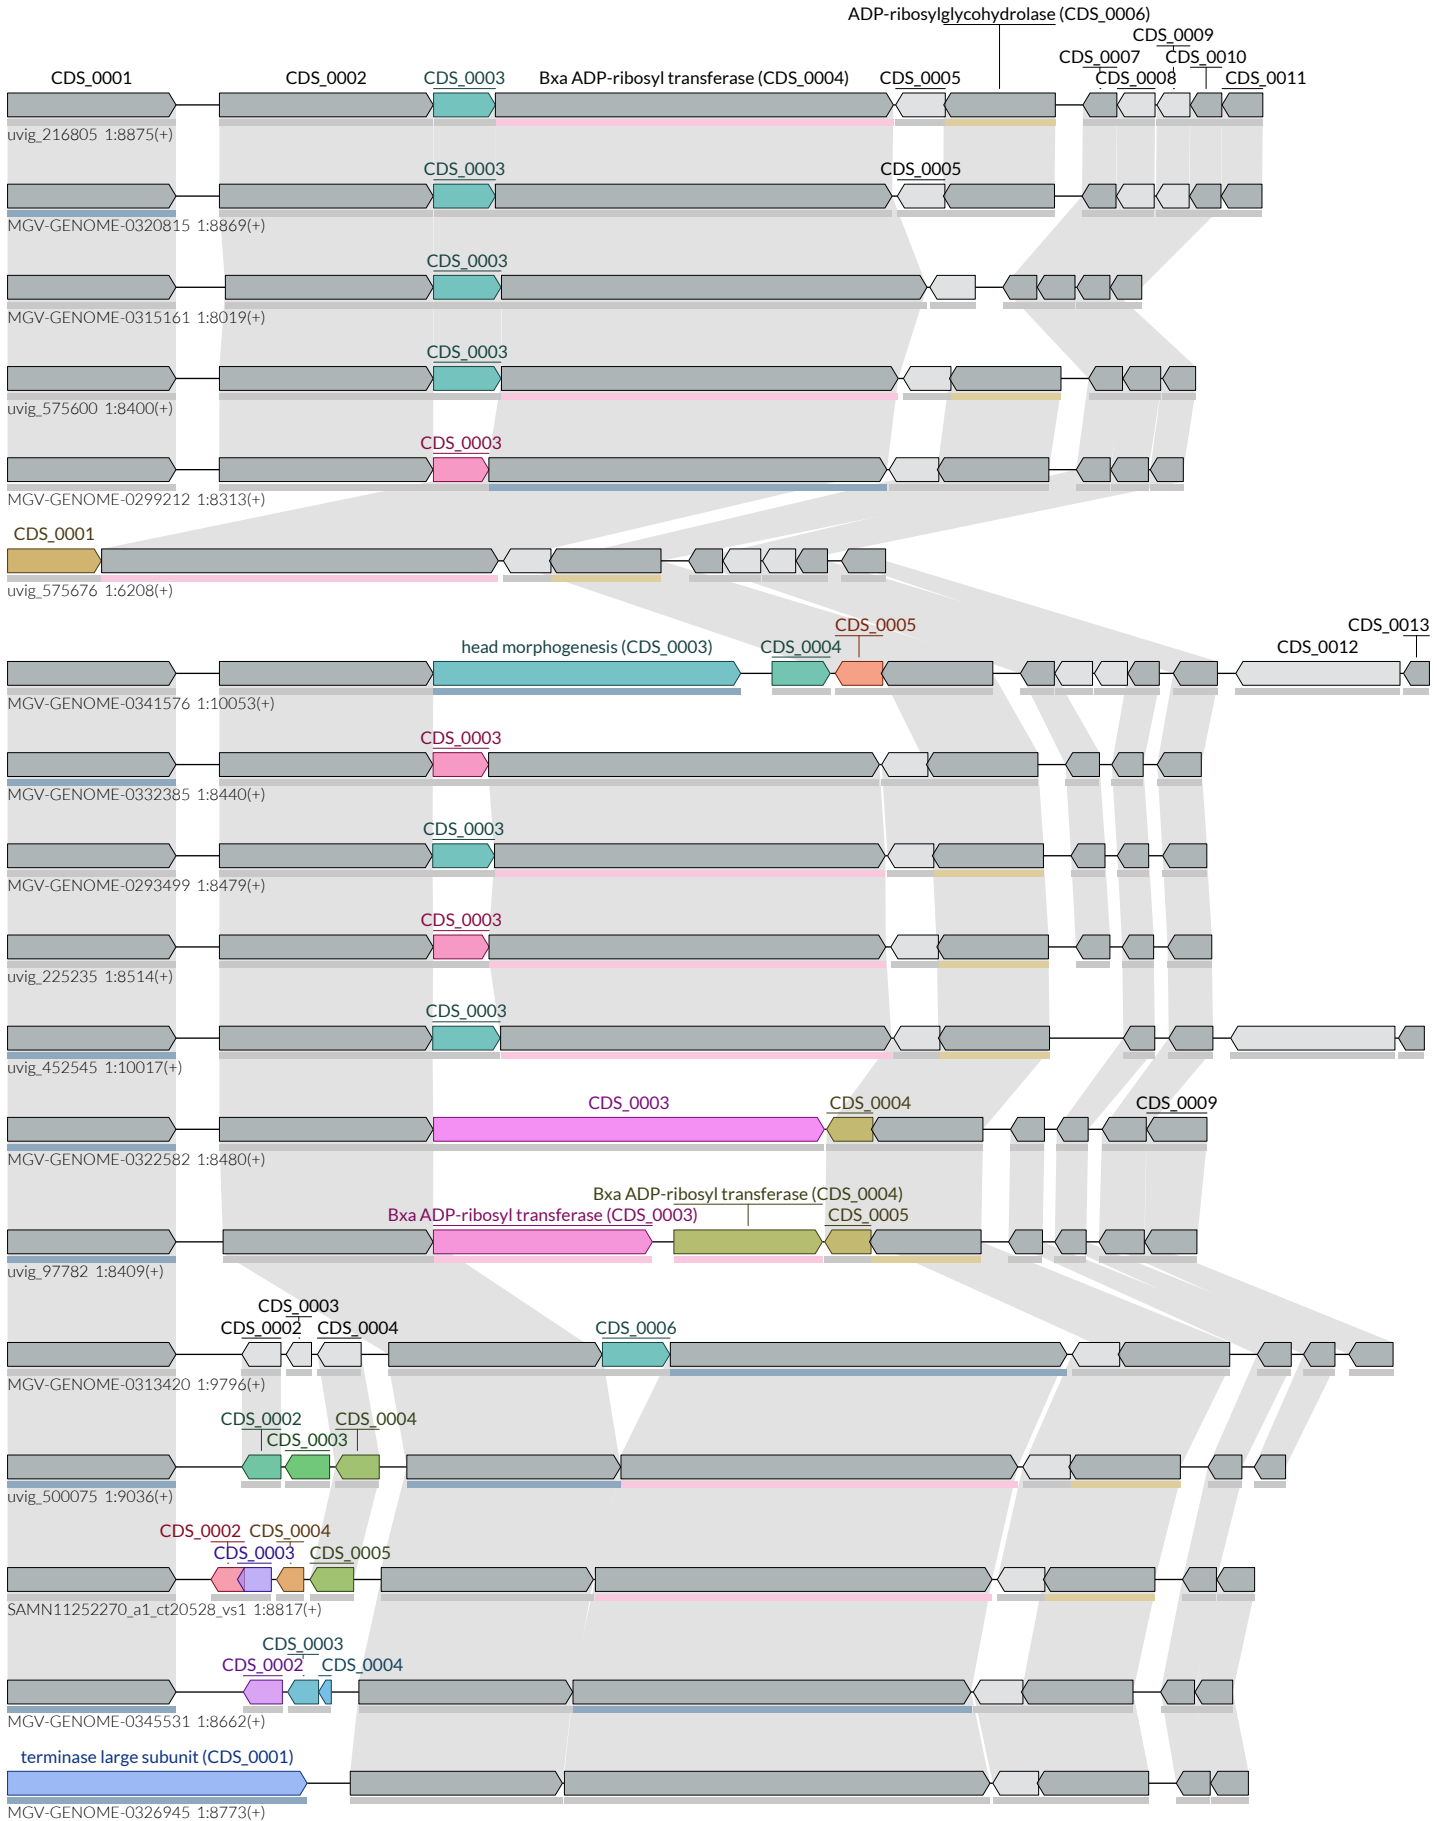 ADP-ribosylglycohydrolase (CDS_0006)
CDS_0009
CDS_0007 CDS_0010
CDS_0001 CDS_0002 CDS_0003 Bxa ADP-ribosyl transferase (CDS_0004) CDS_0005 CDS_0008 CDS_0011
uvig_216805 1:8875(+)
CDS_0003 CDS_0005
MGV-GENOME-0320815 1:8869(+)
CDS_0003
MGV-GENOME-0315161 1:8019(+)
CDS_0003
uvig_575600 1:8400(+)
CDS_0003
MGV-GENOME-0299212 1:8313(+)
CDS_0001
uvig_575676 1:6208(+)
CDS_0005 CDS_0013
head morphogenesis (CDS_0003) CDS_0004 CDS_0012
MGV-GENOME-0341576 1:10053(+)
CDS_0003
MGV-GENOME-0332385 1:8440(+)
CDS_0003
MGV-GENOME-0293499 1:8479(+)
CDS_0003
uvig_225235 1:8514(+)
CDS_0003
uvig_452545 1:10017(+)
CDS_0003 CDS_0004 CDS_0009
MGV-GENOME-0322582 1:8480(+)
Bxa ADP-ribosyl transferase (CDS_0004)
Bxa ADP-ribosyl transferase (CDS_0003) CDS_0005
uvig_97782 1:8409(+)
CDS_0003
CDS_0002 CDS_0004 CDS_0006
MGV-GENOME-0313420 1:9796(+)
CDS_0002 CDS_0004
CDS_0003
uvig_500075 1:9036(+)
CDS_0002 CDS_0004
CDS_0003 CDS_0005
SAMN11252270_a1_ct20528_vs1 1:8817(+)
CDS_0003
CDS_0002 CDS_0004
MGV-GENOME-0345531 1:8662(+)
terminase large subunit (CDS_0001)
MGV-GENOME-0326945 1:8773(+)